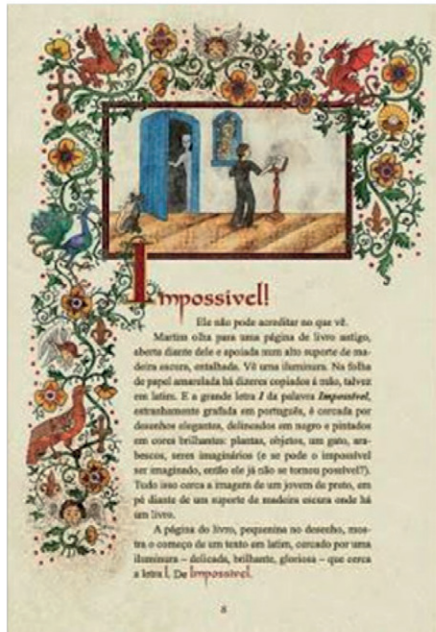 Impossível!
Ele não pode acreditar no que vê.
Martim olha para uma página de livro antigo,
aberta diante dele e apoiada num alto suporte de ma-
deira escura, entalhada. Vê uma iluminura. Na folha
de papel amarelada há dizeres copiados à mão, talvez
em latim. E a grande letra I da palavra Impossível,
estranhamente grafada em português, é cercada por
desenhos elegantes, delineados em negro e pintados
em cores brilhantes: plantas, objetos, um gato, ara-
bescos, seres imaginários (e se pode o impossível
ser imaginado, então ele já não se tornou possível?).
Tudo isso cerca a imagem de um jovem de preto, em
pé diante de um suporte de madeira escura onde há
um livro.
A página do livro, pequenina no desenho, mos-
tra o começo de um texto em latim, cercado por uma
iluminura – delicada, brilhante, gloriosa – que cerca
a letra I. De Impossível.
8